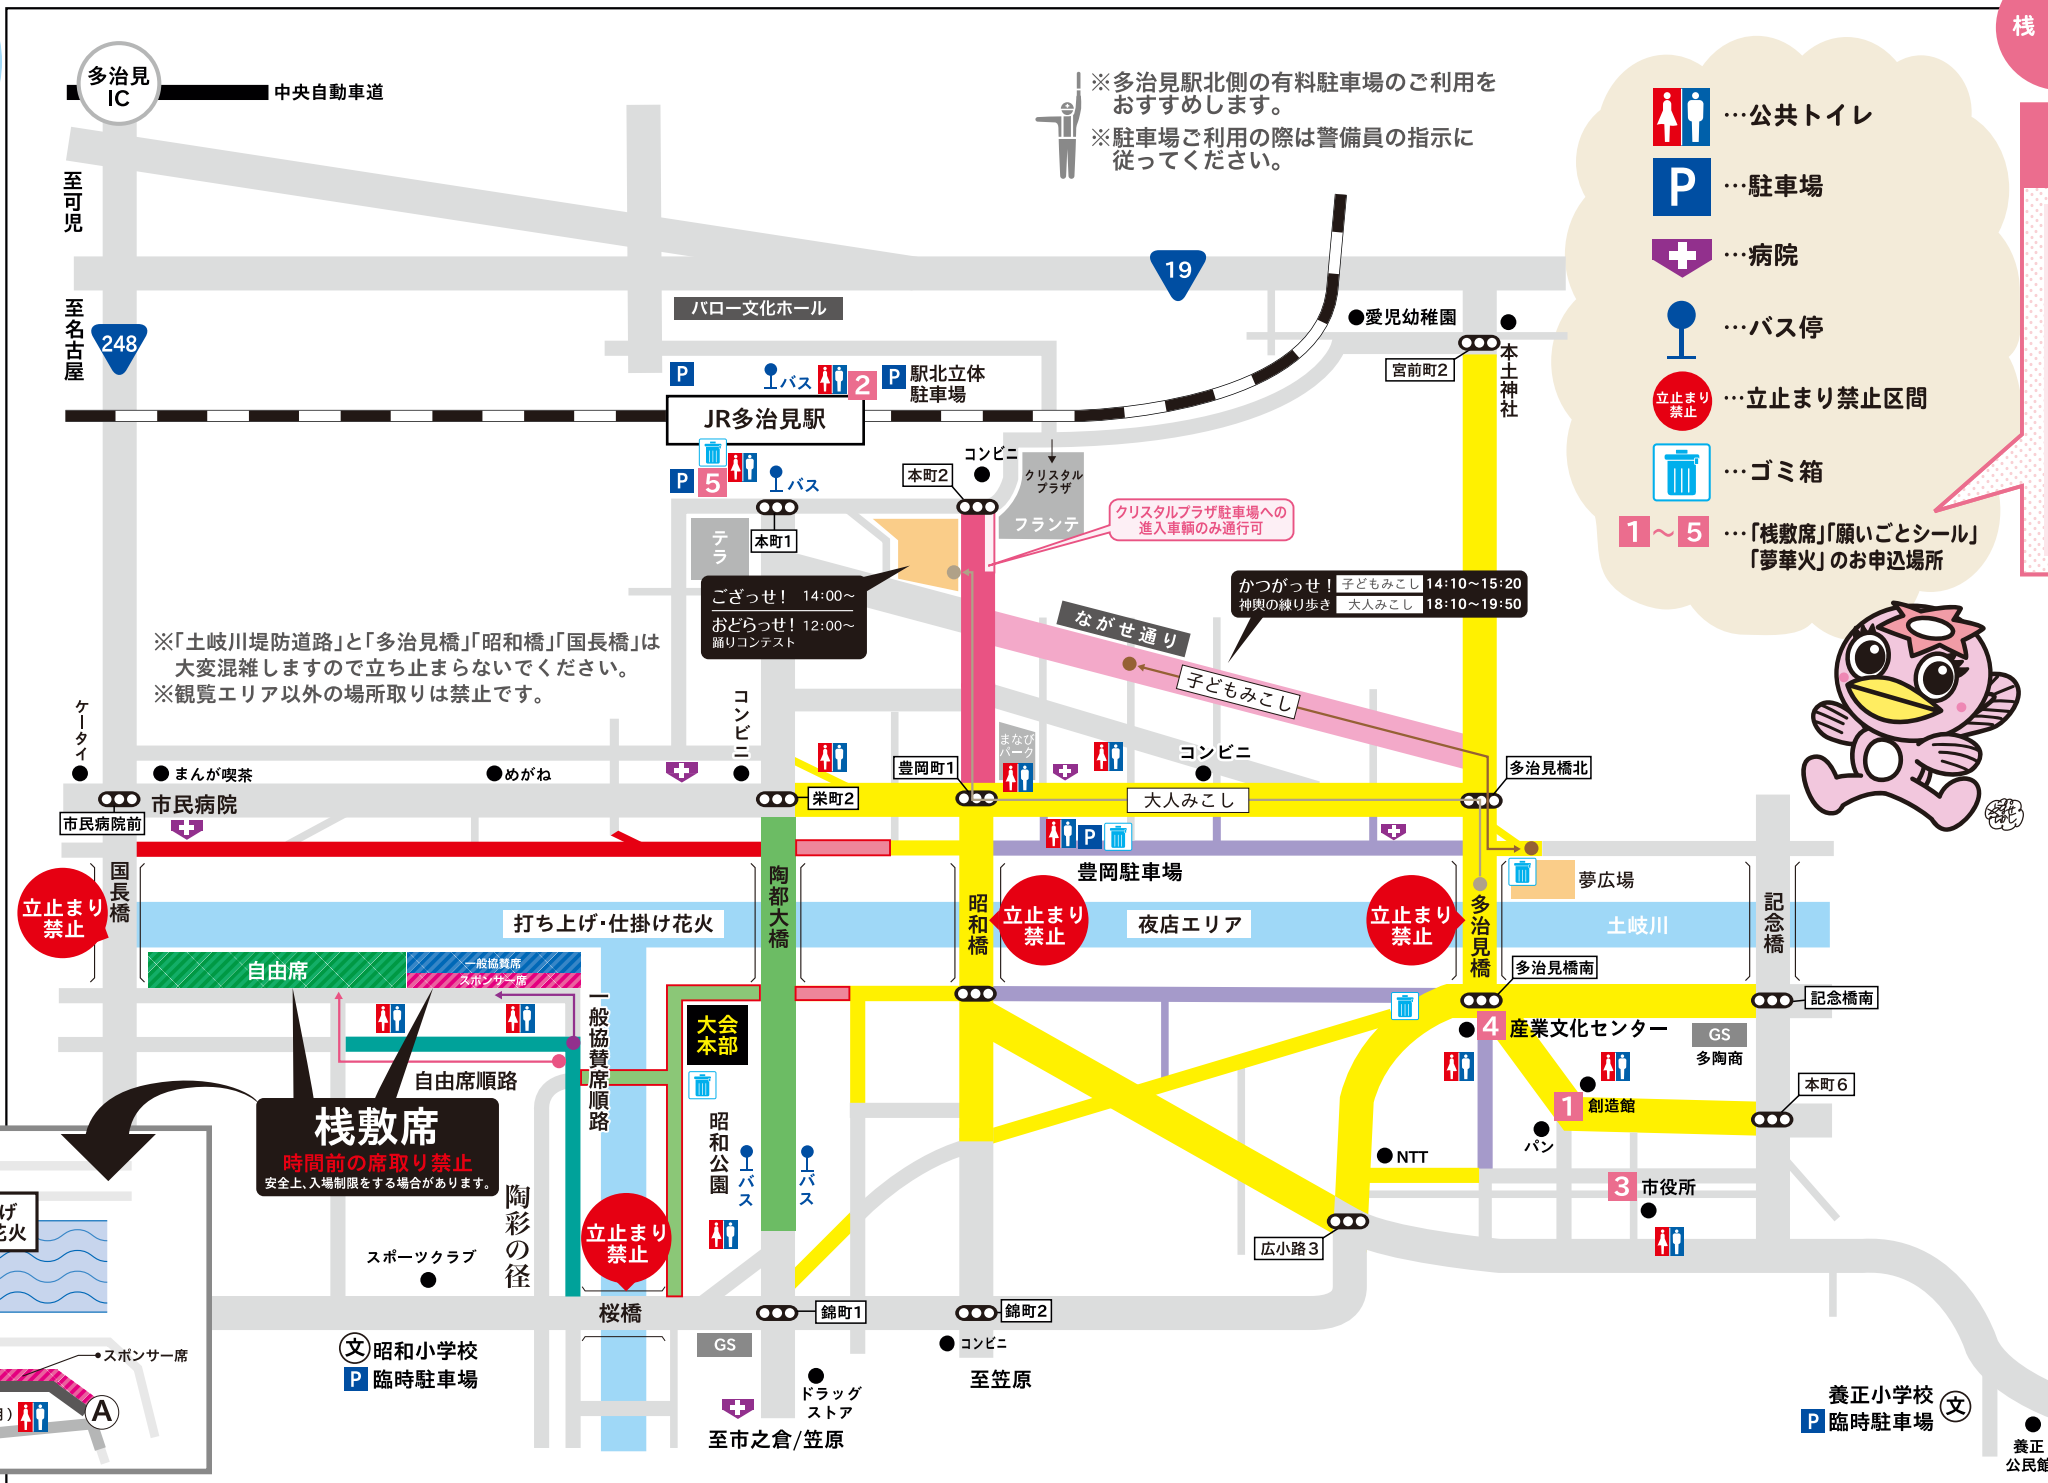 多治見
IC
中央自動車道
至可児
至名古屋
248
19
※多治見駅北側の有料駐車場のご利用を
おすすめします。
※駐車場ご利用の際は警備員の指示に
従ってください。
桟
…公共トイレ
P
…駐車場
…病院
…バス停
立止まり
禁止
…立止まり禁止区間
…ゴミ箱
1～5
…「桟敷席」「願いごとシール」
「夢華火」のお申込場所
バロー文化ホール
愛児幼稚園
宮前町2
本土神社
P
バス
2
P
駅北立体
駐車場
JR多治見駅
P
5
バス
本町2
コンビニ
クリスタル
プラザ
フランテ
クリスタルプラザ駐車場への
進入車輌のみ通行可
テラ
本町1
ござっせ! 14:00～
おどらっせ! 12:00～
踊りコンテスト
かつがっせ! 子どもみこし 14:10～15:20
神輿の練り歩き 大人みこし 18:10～19:50
ながせ通り
子どもみこし
※「土岐川堤防道路」と「多治見橋」「昭和橋」「国長橋」は
大変混雑しますので立ち止まらないでください。
※観覧エリア以外の場所取りは禁止です。
ケータイ
まんが喫茶
めがね
コンビニ
まなび
パーク
コンビニ
豊岡町1
多治見橋北
市民病院
市民病院前
栄町2
大人みこし
P
豊岡駐車場
国長橋
陶都大橋
昭和橋
多治見橋
記念橋
夢広場
立止まり
禁止
打ち上げ・仕掛け花火
立止まり
禁止
夜店エリア
立止まり
禁止
土岐川
自由席
一般協賛席
スポンサー席
多治見橋南
記念橋南
一般協賛席順路
大会
本部
4
産業文化センター
GS
多陶商
自由席順路
本町6
1
創造館
パン
桟敷席
時間前の席取り禁止
安全上、入場制限をする場合があります。
昭和公園
バス
バス
NTT
3
市役所
陶彩の径
立止まり
禁止
スポーツクラブ
広小路3
桜橋
錦町1
錦町2
文
昭和小学校
P
臨時駐車場
GS
コンビニ
ドラッグ
ストア
至笠原
至市之倉/笠原
げ
花火
スポンサー席
A
養正小学校
文
P
臨時駐車場
養正
公民館